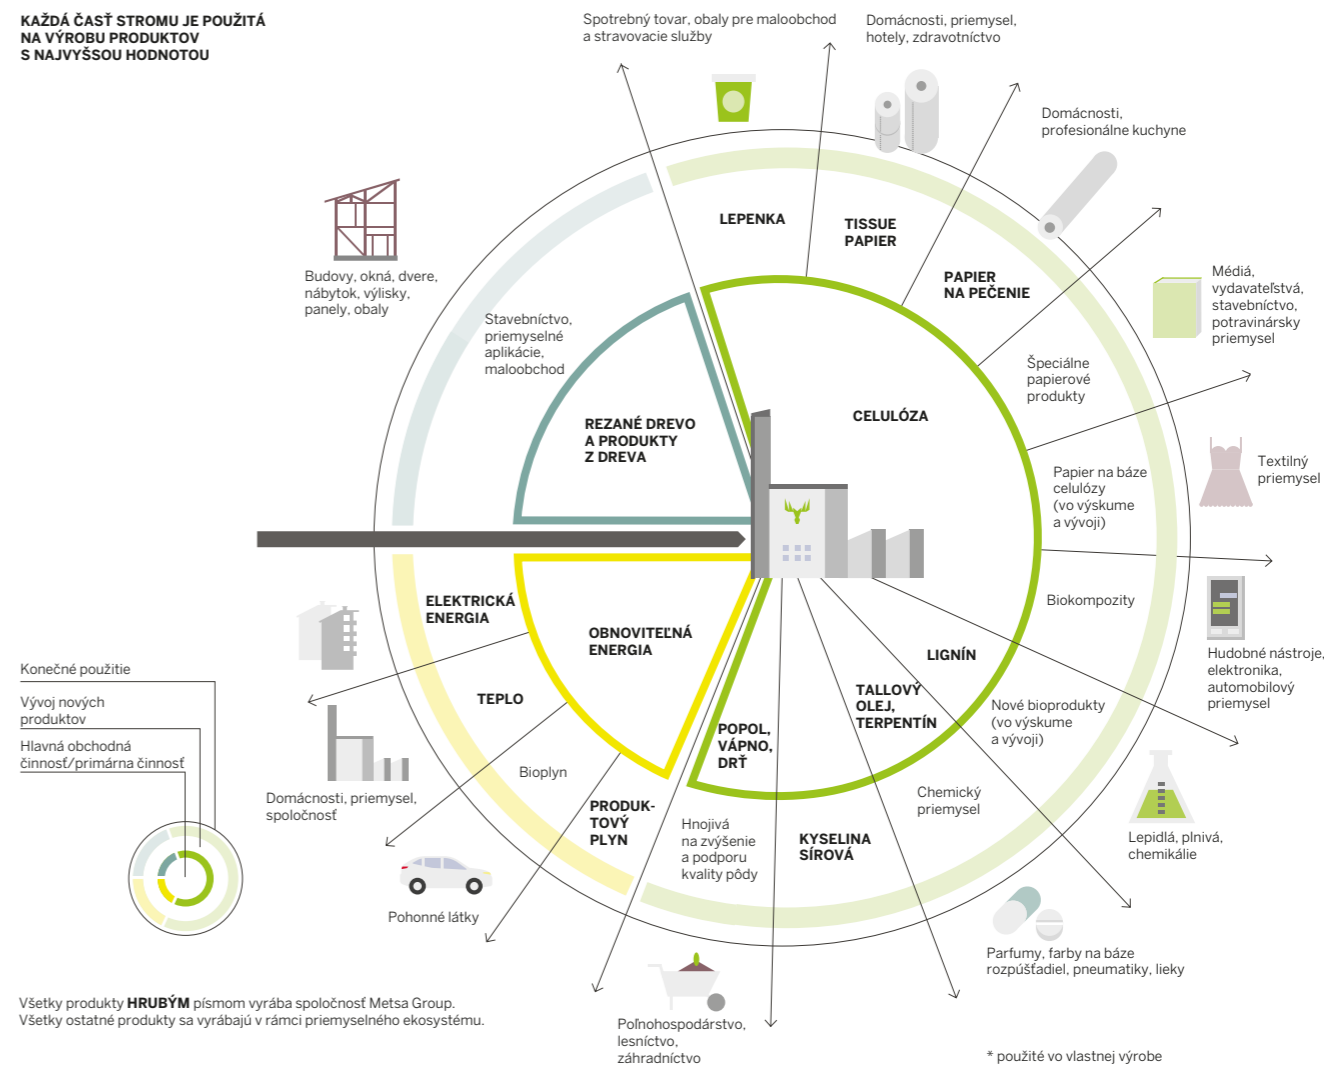 KAŽDÁ ČASŤ STROMU JE POUŽITÁ
NA VÝROBU PRODUKTOV
S NAJVYŠSOU HODNOTOU
Spotrebný tovar, obaly pre maloobchod
a stravovacie služby
Domácnosti, priemysel,
hotely, zdravotníctvo
Domácnosti,
profesionálne kuchyne
Médiá,
vydavateľstvá,
stavebníctvo,
potravinársky
priemysel
Textilný
priemysel
Hudobné nástroje,
elektronika,
automobilový
priemysel
Lepidlá, plnivá,
chemikálie
Parfumy, farby na báze
rozpúšťadiel, pneumatiky, lieky
Poľnohospodárstvo,
lesníctvo,
záhradníctvo
Pohonné látky
Domácnosti, priemysel,
spoločnosť
Budovy, okná, dvere,
nábytok, výlisky,
panely, obaly
Stavebníctvo,
priemyselné
aplikácie,
maloobchod
REZANÉ DREVO
A PRODUKTY
Z DREVA
LEPENKA
TISSUE
PAPIER
PAPIER
NA PEČENIE
Špeciálne
papierové
produkty
CELULÓZA
Papier na báze
celulózy
(vo výskume
a vývoji)
Biokompozity
LIGNÍN
TALLOVÝ
OLEJ,
TERPENTÍN
Nové bioprodukty
(vo výskume
a vývoji)
Chemický
priemysel
POPOL,
VÁPNO,
DRŤ
KYSELINA
SÍROVÁ
Hnojivá
na zvýšenie
a podporu
kvality pôdy
OBNOVITEĽNÁ
ENERGIA
ELEKTRICKÁ
ENERGIA
TEPLO
Bioplyn
PRODUK-
TOVÝ
PLYN
Konečné použitie
Vývoj nových
produktov
Hlavná obchodná
činnosť/primárna činnosť
Všetky produkty HRUBÝM písmom vyrába spoločnosť Metsa Group.
Všetky ostatné produkty sa vyrábajú v rámci priemyselného ekosystému.
* použité vo vlastnej výrobe